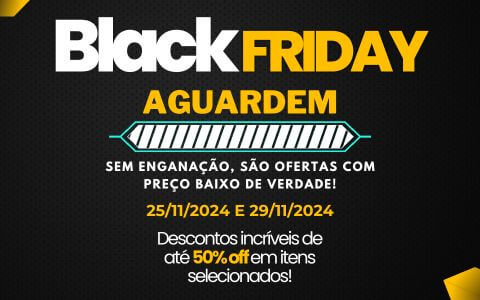 Black FRIDAY
AGUARDEM
SEM ENGANAÇÃO, SÃO OFERTAS COM
PREÇO BAIXO DE VERDADE!
25/11/2024 E 29/11/2024
Descontos incríveis de
até 50% off em itens
selecionados!